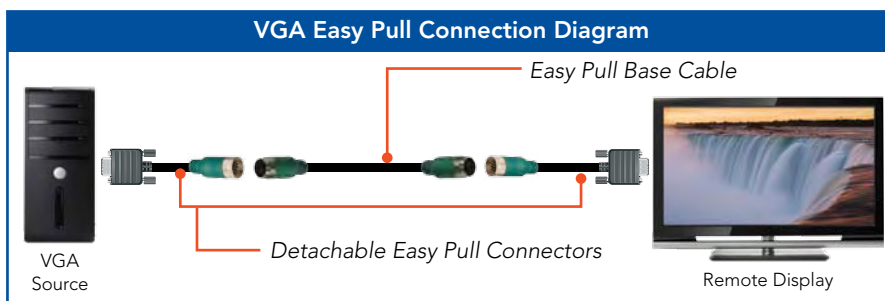 VGA Easy Pull Connection Diagram
Easy Pull Base Cable
Detachable Easy Pull Connectors
VGA
Source
Remote Display